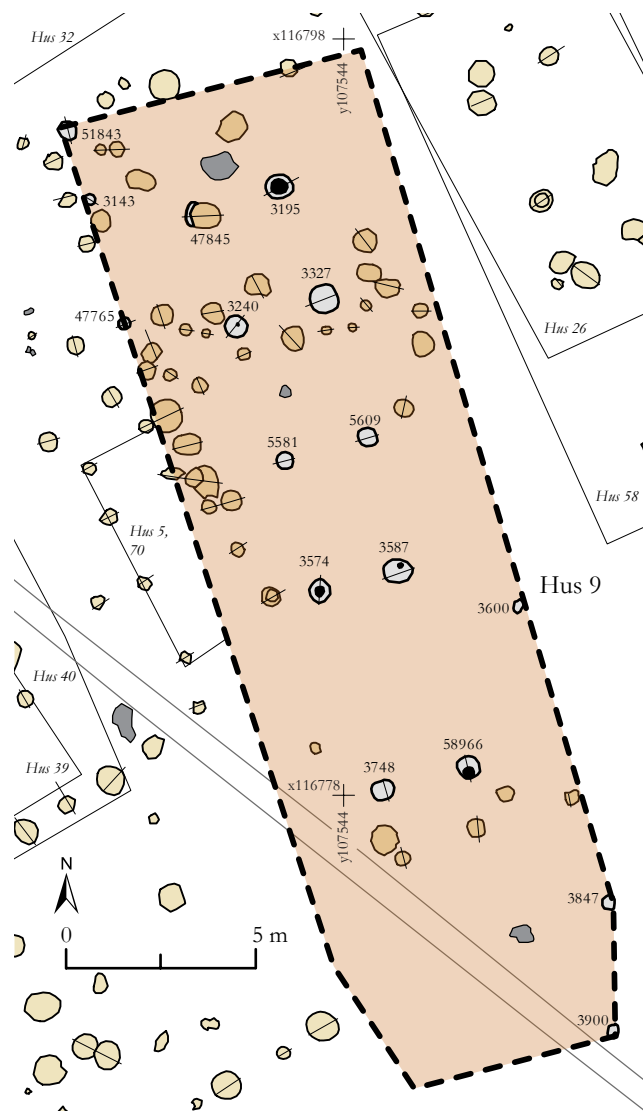 Hus 32
x116798
y107544
51843
3143
3195
47845
3327
3240
47765
Hus 26
5609
5581
Hus 58
Hus 5,
70
3574
3587
Hus 9
3600
Hus 40
58966
3748
x116778
Hus 39
y107544
N
3847
0 5 m
3900